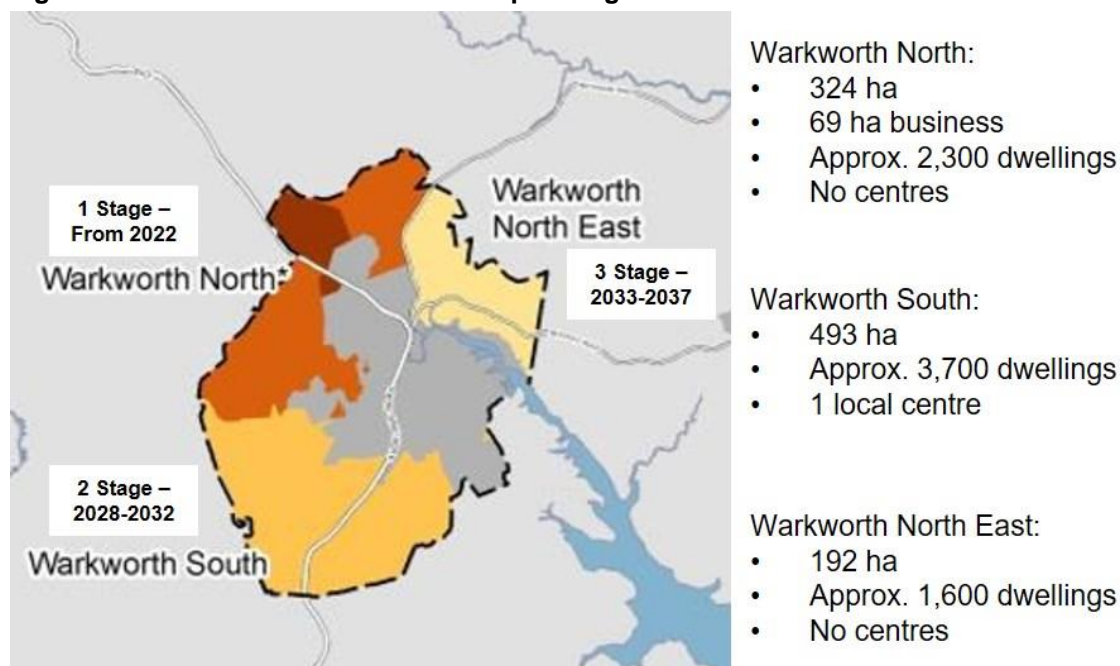 1 Stage –
From 2022
Warkworth North*
Warkworth
North East
3 Stage –
2033-2037
2 Stage –
2028-2032
Warkworth South
Warkworth North:
• 324 ha
• 69 ha business
• Approx. 2,300 dwellings
• No centres
Warkworth South:
• 493 ha
• Approx. 3,700 dwellings
• 1 local centre
Warkworth North East:
• 192 ha
• Approx. 1,600 dwellings
• No centres